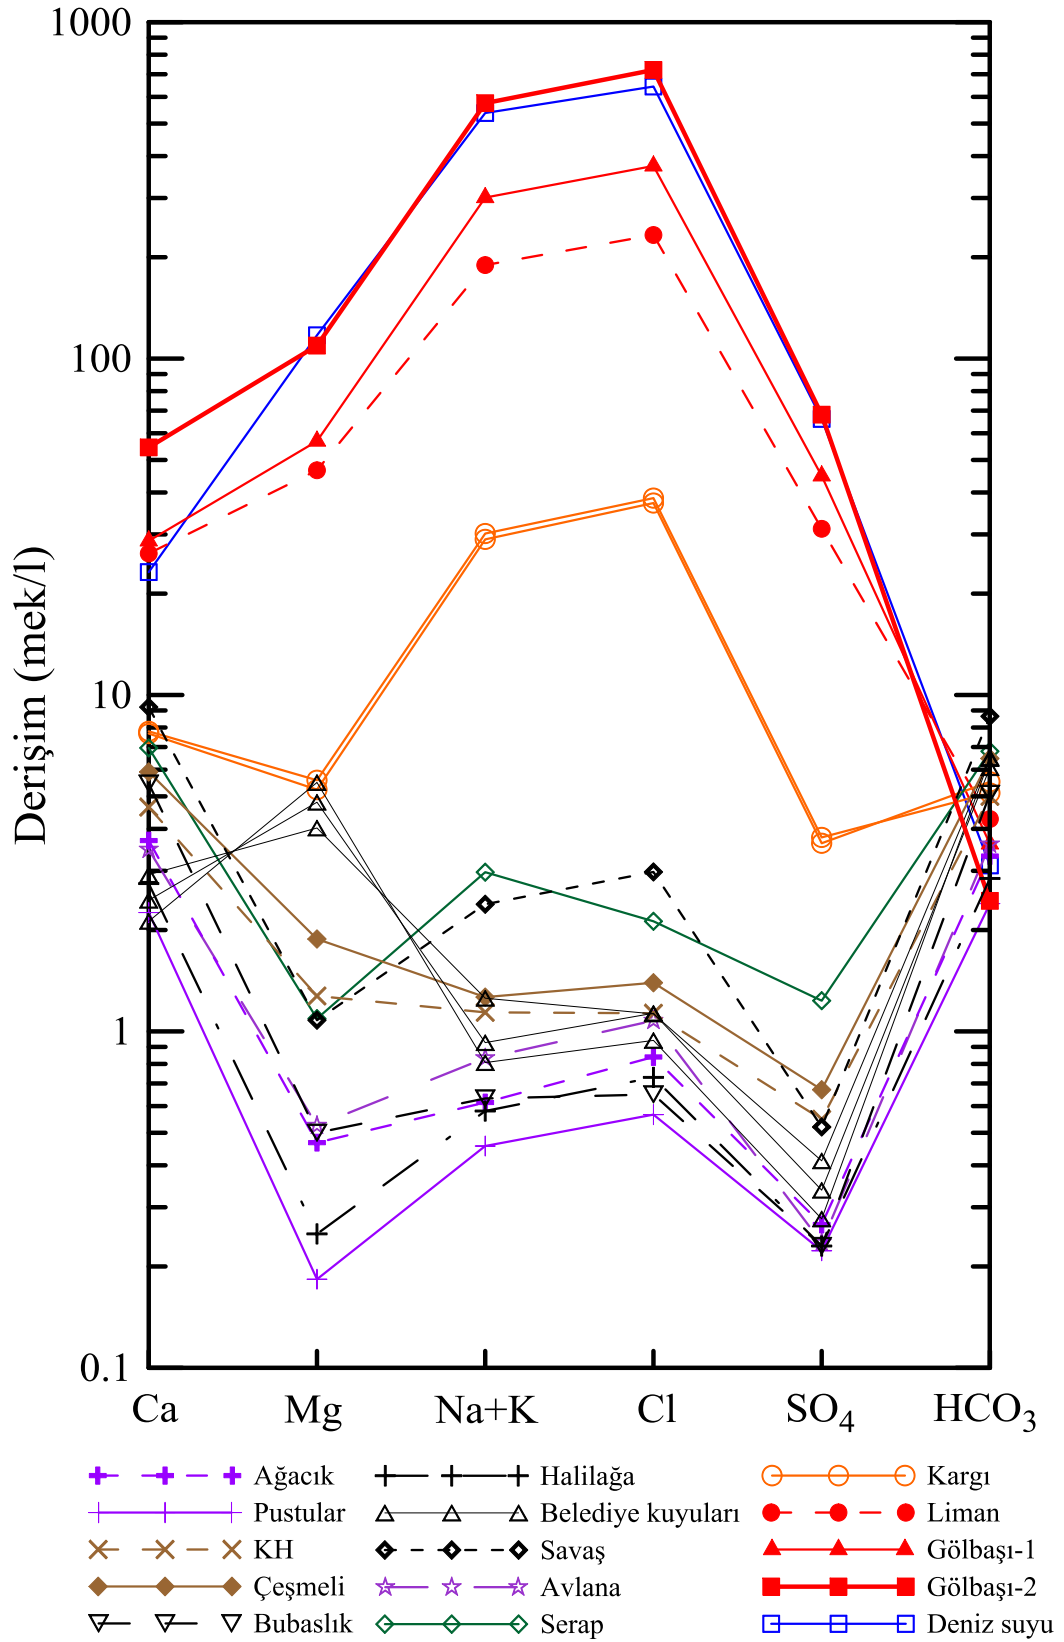 1000
100
10
1
0.1
Derişim (mek/l)
Ca Mg Na+K Cl SO4 HCO3
Ağacık Halilağa Kargı
Pustular Belediye kuyuları Liman
KH Savaş Gölbaşı-1
Çeşmeli Avlana Gölbaşı-2
Bubaslık Serap Deniz suyu